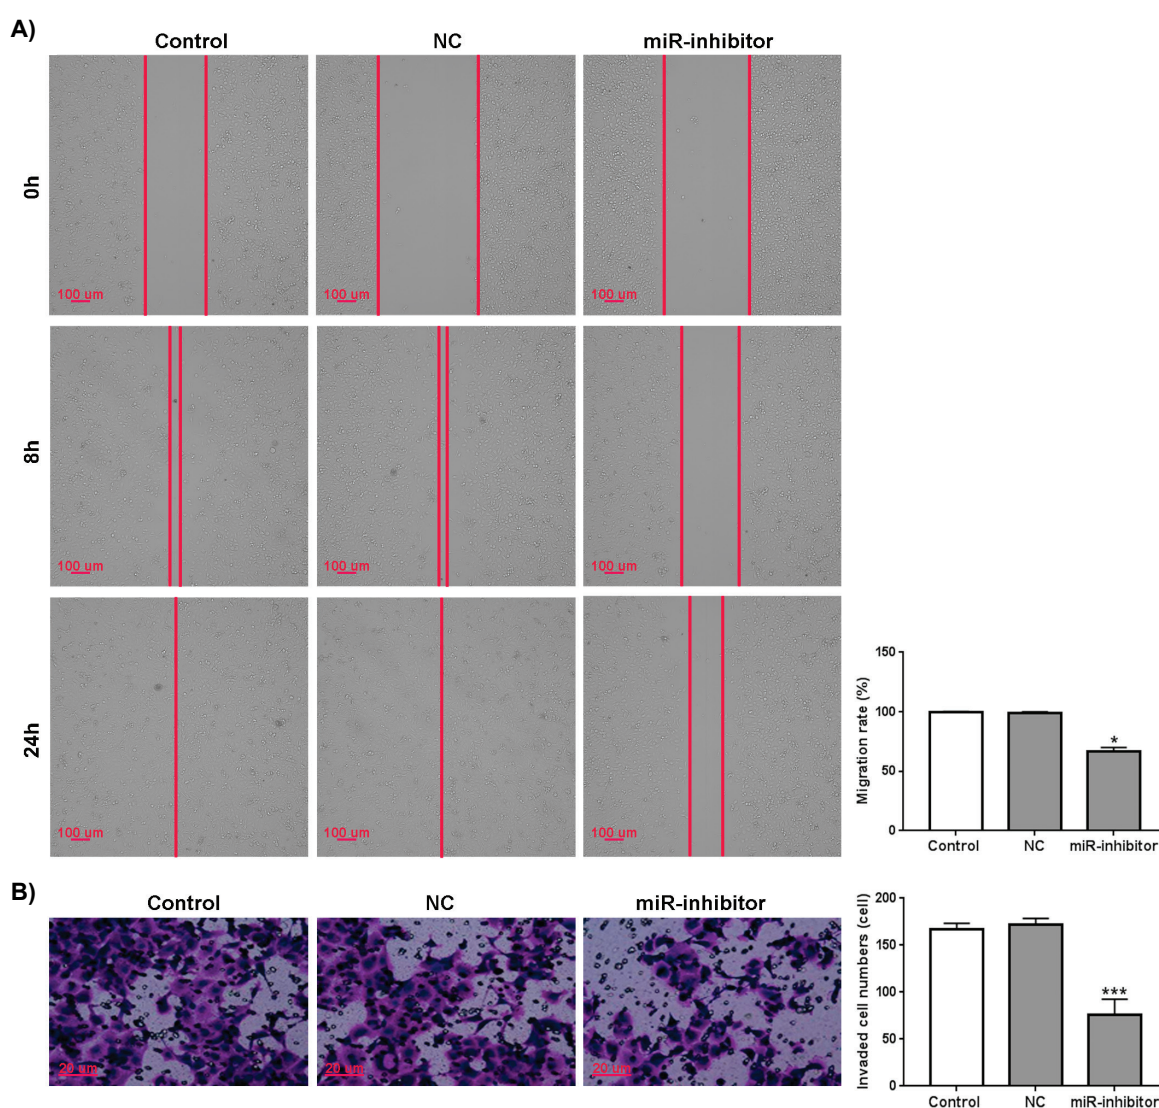 A)
Control NC miR-inhibitor
0h
100 um 100 um 100 um
8h
100 um 100 um 100 um
24h
100 um 100 um 100 um
Migration rate (%)
150
100
50
0
*
Control NC miR-inhibitor
B)
Control NC miR-inhibitor
20 um 20 um 20 um
Invaded cell numbers (cell)
200
150
100
50
0
***
Control NC miR-inhibitor